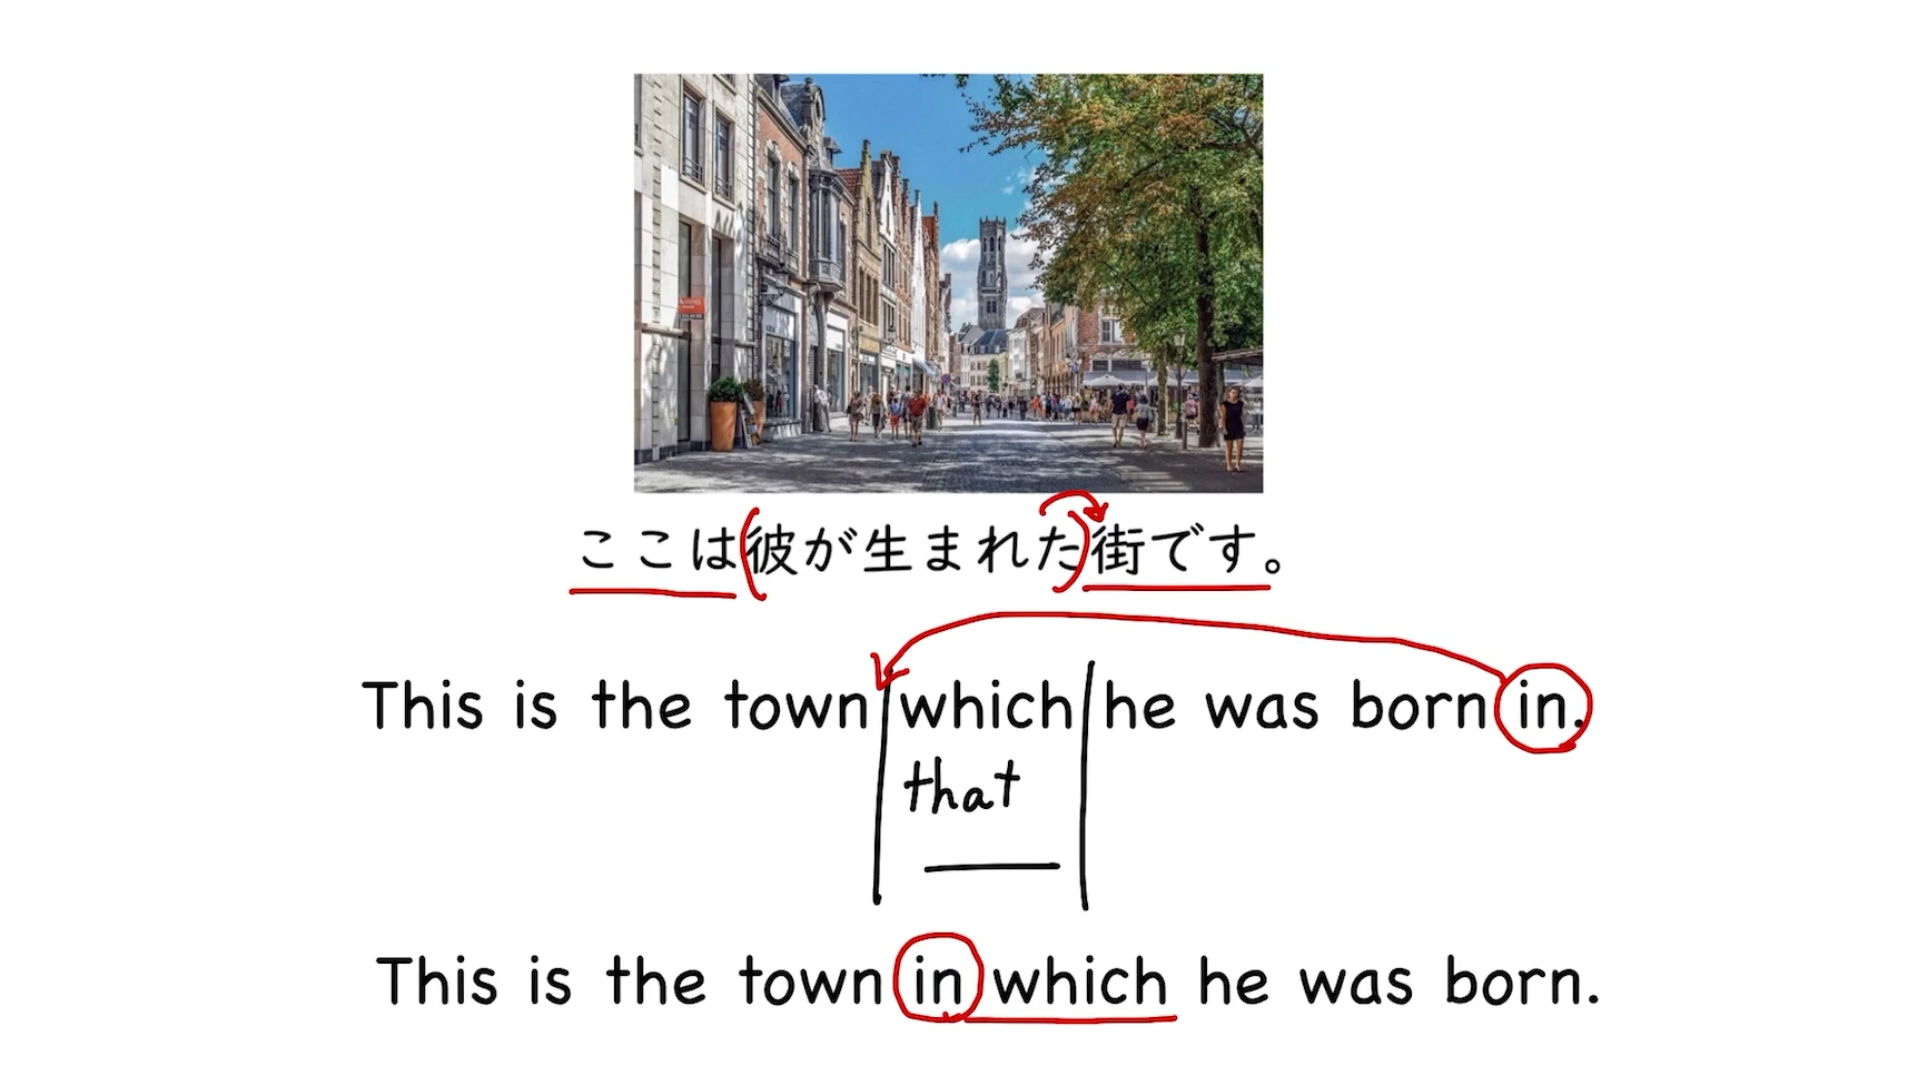 ここは(彼が生まれた)街です。
This is the town which he was born in.
that
This is the town in which he was born.